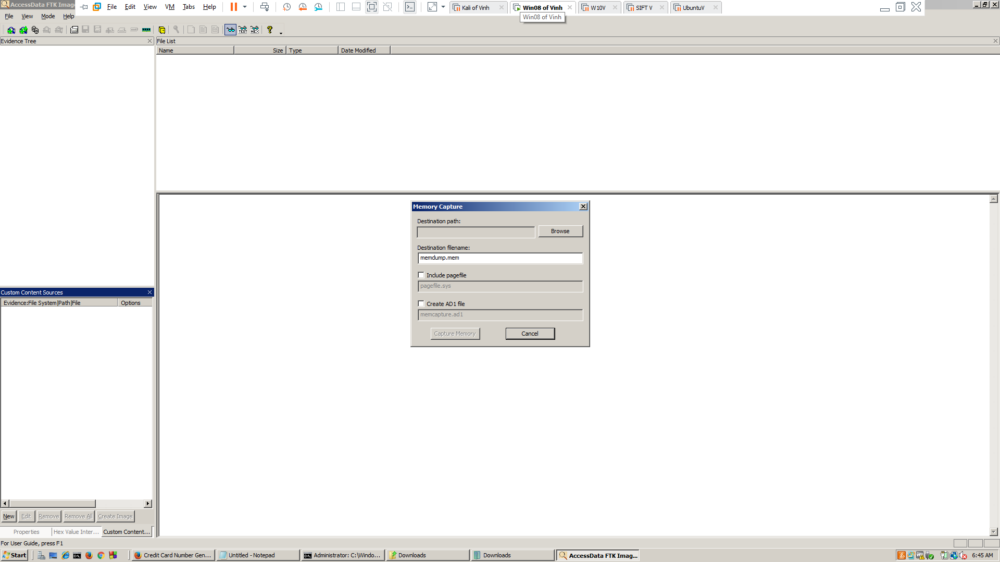 AccessData FTK Imag
File Edit View VM Tabs Help
Kali of Vinh
Win08 of Vinh
W10V
SIFT V
UbuntuV
Win08 of Vinh
File View Mode Help
TEXT
HEX
Evidence Tree
File List
Name Size Type Date Modified
Memory Capture
Destination path:
Browse
Destination filename:
memdump.mem
Include pagefile
pagefile.sys
Create AD1 file
memcapture.ad1
Capture Memory Cancel
Custom Content Sources
Evidence:File System|Path|File Options
New Edit Remove Remove All Create Image
Properties Hex Value Inter... Custom Content...
For User Guide, press F1
Start
Credit Card Number Gen...
Untitled - Notepad
Administrator: C:\Windo...
Downloads
Downloads
AccessData FTK Imag...
6:45 AM